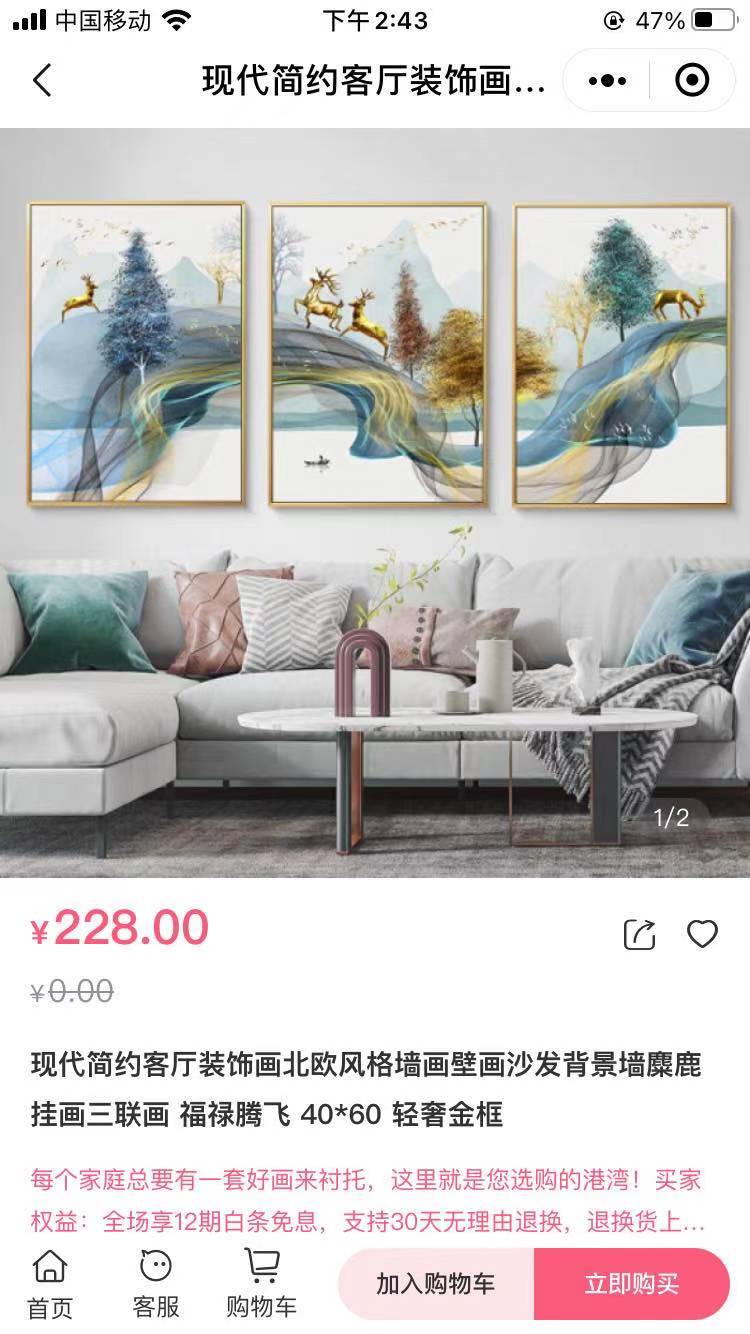 中国移动
下午2:43
47%
现代简约客厅装饰画...
1/2
¥228.00
¥0.00
现代简约客厅装饰画北欧风格墙画壁画沙发背景墙麋鹿
挂画三联画 福禄腾飞 40*60 轻奢金框
每个家庭总要有一套好画来衬托，这里就是您选购的港湾！买家
权益：全场享12期白条免息，支持30天无理由退换，退换货上...
首页
客服
购物车
加入购物车
立即购买